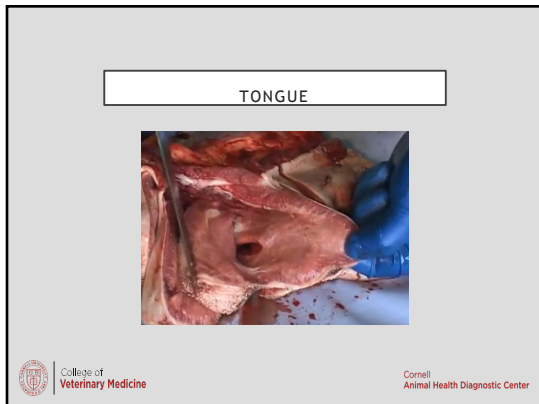 TONGUE
College of
Veterinary Medicine
Cornell
Animal Health Diagnostic Center